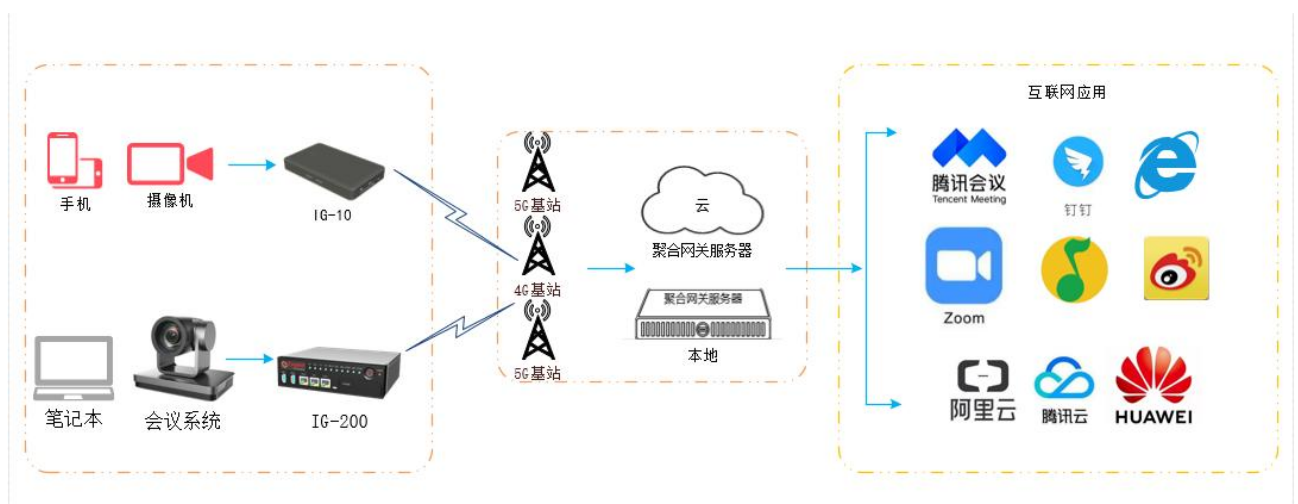 手机
摄像机
IG-10
笔记本
会议系统
IG-200
5G基站
4G基站
5G基站
云
聚合网关服务器
聚合网关服务器
本地
互联网应用
腾讯会议
Tencent Meeting
钉钉
Zoom
阿里云
腾讯云
HUAWEI